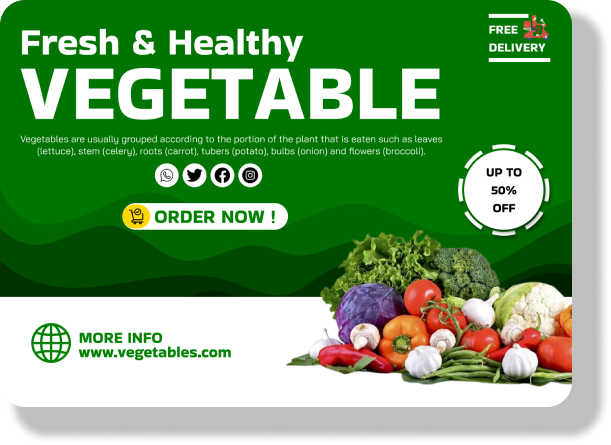 Fresh & Healthy
VEGETABLE
FREE
DELIVERY
Vegetables are usually grouped according to the portion of the plant that is eaten such as leaves
(lettuce), stem (celery), roots (carrot), tubers (potato), bulbs (onion) and flowers (broccoli).
ORDER NOW !
UP TO
50%
OFF
MORE INFO
www.vegetables.com